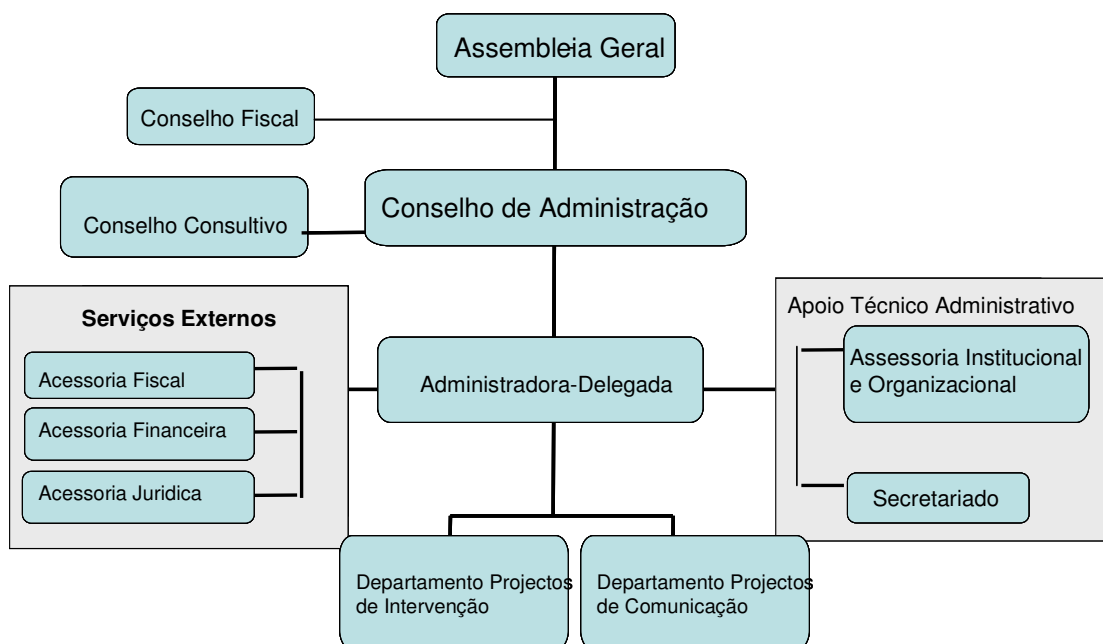 Assembleia Geral
Conselho Fiscal
Conselho de Administração
Conselho Consultivo
Serviços Externos
Acessoria Fiscal
Acessoria Financeira
Acessoria Juridica
Administradora-Delegada
Apoio Técnico Administrativo
Assessoria Institucional
e Organizacional
Secretariado
Departamento Projectos
de Intervenção
Departamento Projectos
de Comunicação